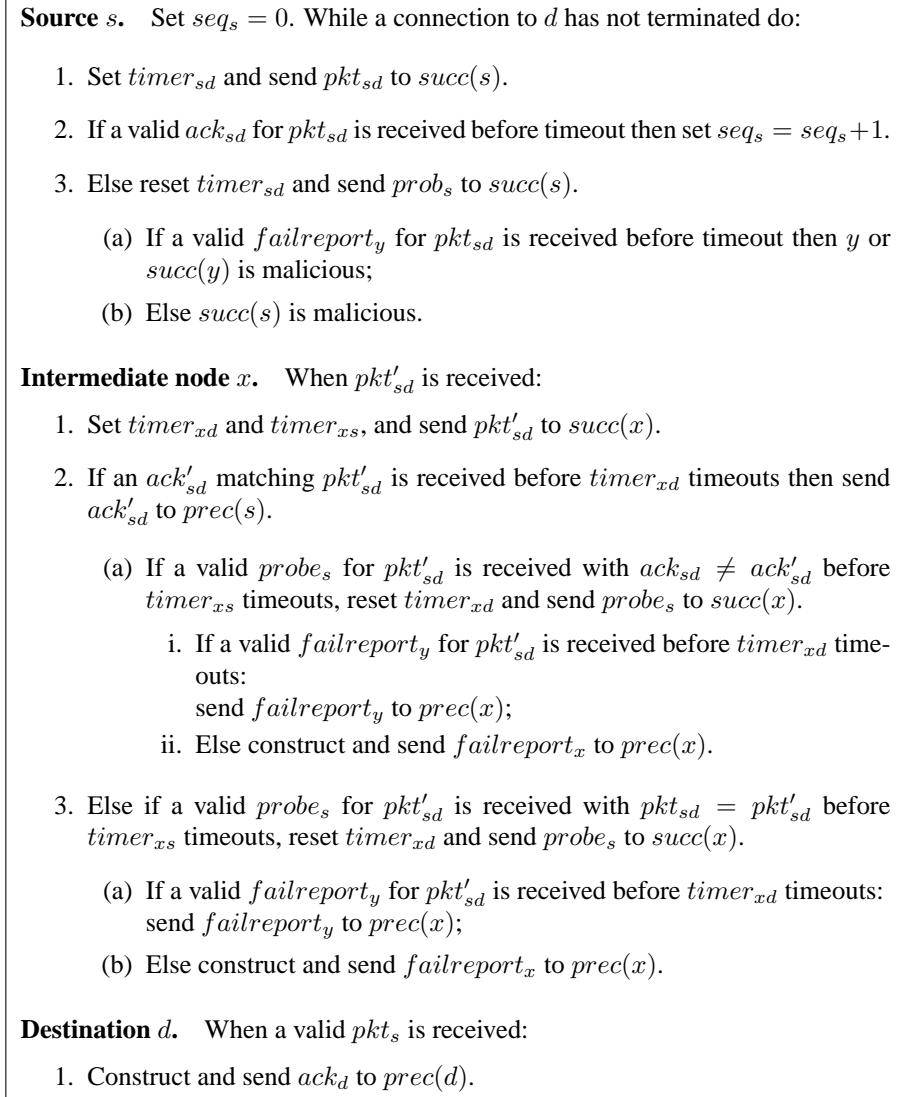 Source s. Set seq_s = 0. While a connection to d has not terminated do:
1. Set timer_sd and send pkt_sd to succ(s).
2. If a valid ack_sd for pkt_sd is received before timeout then set seq_s = seq_s+1.
3. Else reset timer_sd and send prob_s to succ(s).
(a) If a valid failreport_y for pkt_sd is received before timeout then y or
succ(y) is malicious;
(b) Else succ(s) is malicious.
Intermediate node x. When pkt'_sd is received:
1. Set timer_xd and timer_xs, and send pkt'_sd to succ(x).
2. If an ack'_sd matching pkt'_sd is received before timer_xd timeouts then send
ack'_sd to prec(s).
(a) If a valid probe_s for pkt'_sd is received with ack_sd ≠ ack'_sd before
timer_xs timeouts, reset timer_xd and send probe_s to succ(x).
i. If a valid failreport_y for pkt'_sd is received before timer_xd time-
outs:
send failreport_y to prec(x);
ii. Else construct and send failreport_x to prec(x).
3. Else if a valid probe_s for pkt'_sd is received with pkt_sd = pkt'_sd before
timer_xs timeouts, reset timer_xd and send probe_s to succ(x).
(a) If a valid failreport_y for pkt'_sd is received before timer_xd timeouts:
send failreport_y to prec(x);
(b) Else construct and send failreport_x to prec(x).
Destination d. When a valid pkt_s is received:
1. Construct and send ack_d to prec(d).